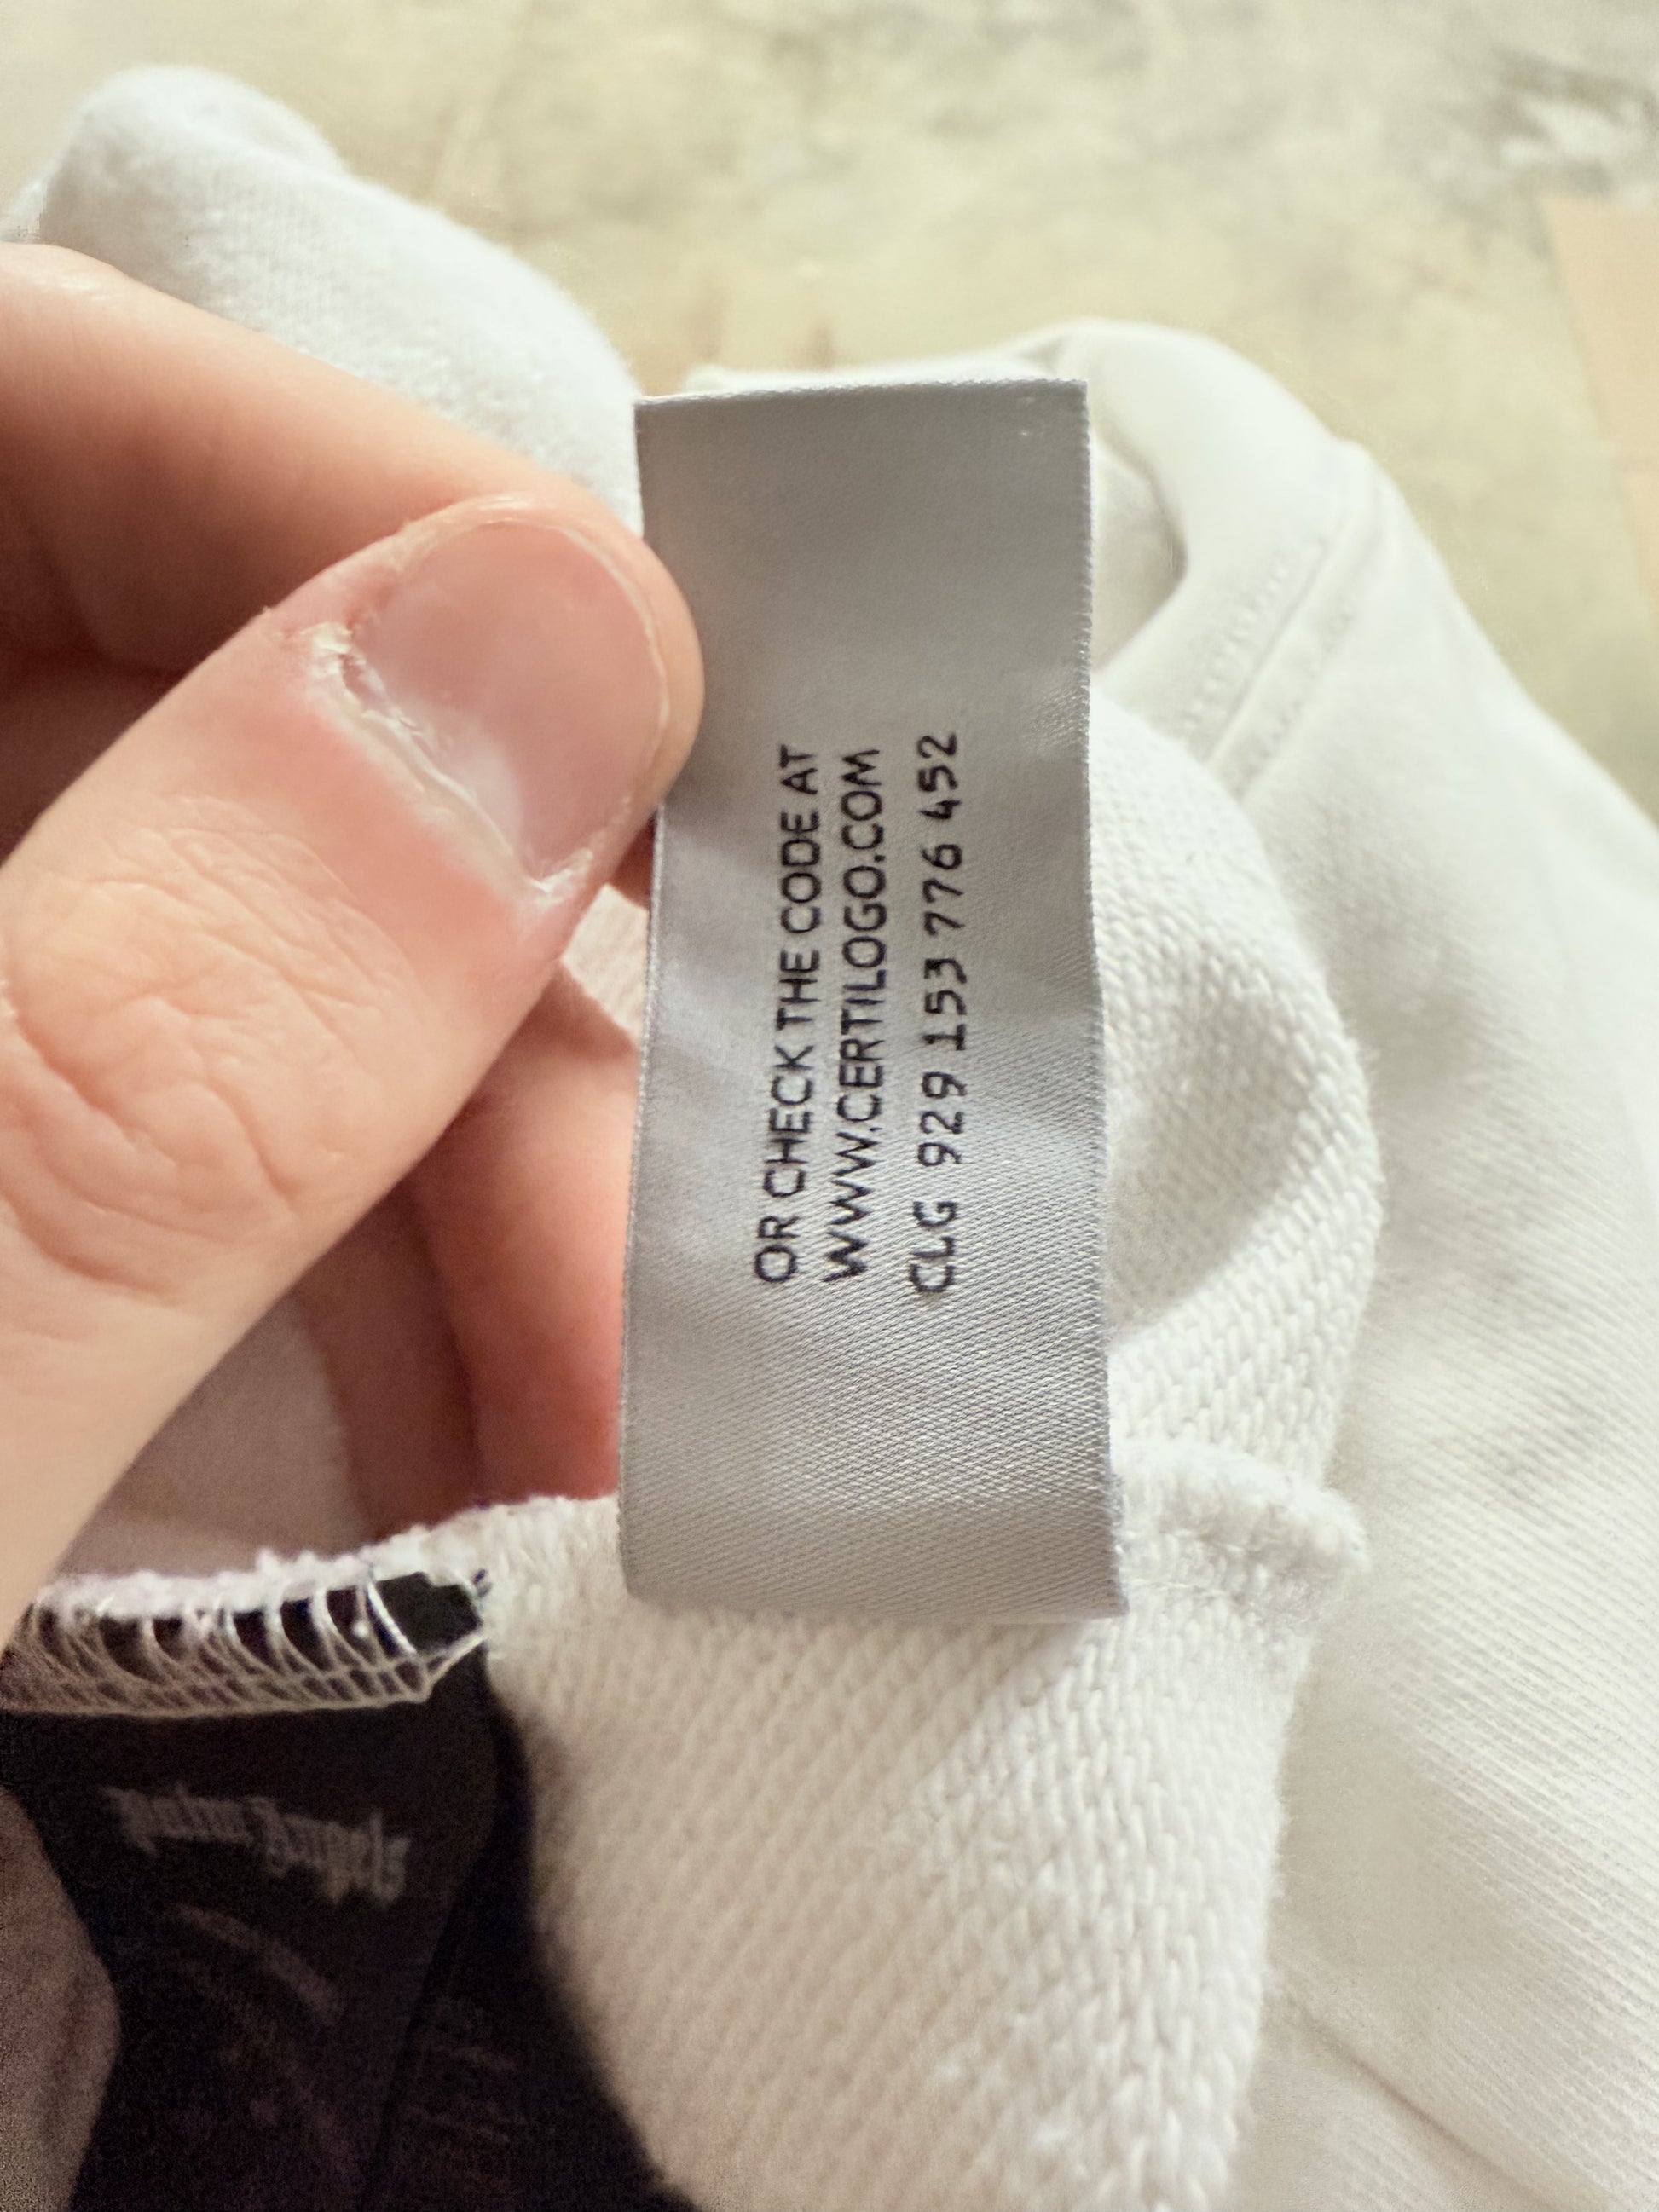 OR CHECK THE CODE AT
WWW.CERTILOGO.COM
CLG 929 153 776 452